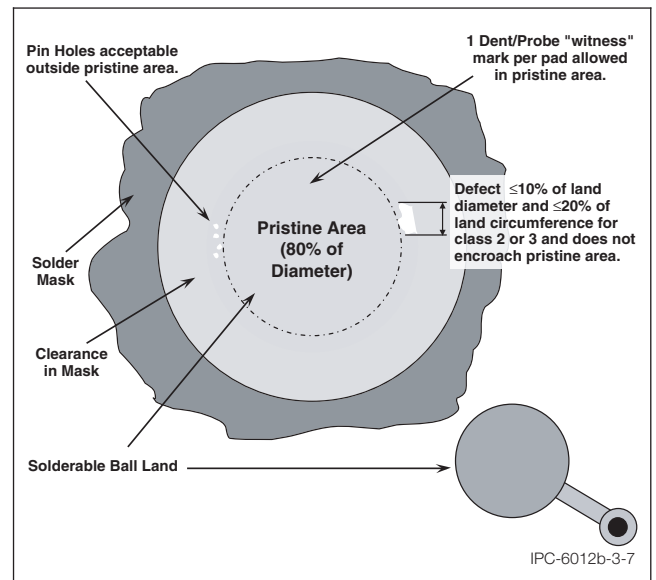 Pin Holes acceptable
outside pristine area.
1 Dent/Probe "witness"
mark per pad allowed
in pristine area.
Defect ≤10% of land
diameter and ≤20% of
land circumference for
class 2 or 3 and does not
encroach pristine area.
Pristine Area
(80% of
Diameter)
Solder
Mask
Clearance
in Mask
Solderable Ball Land
IPC-6012b-3-7